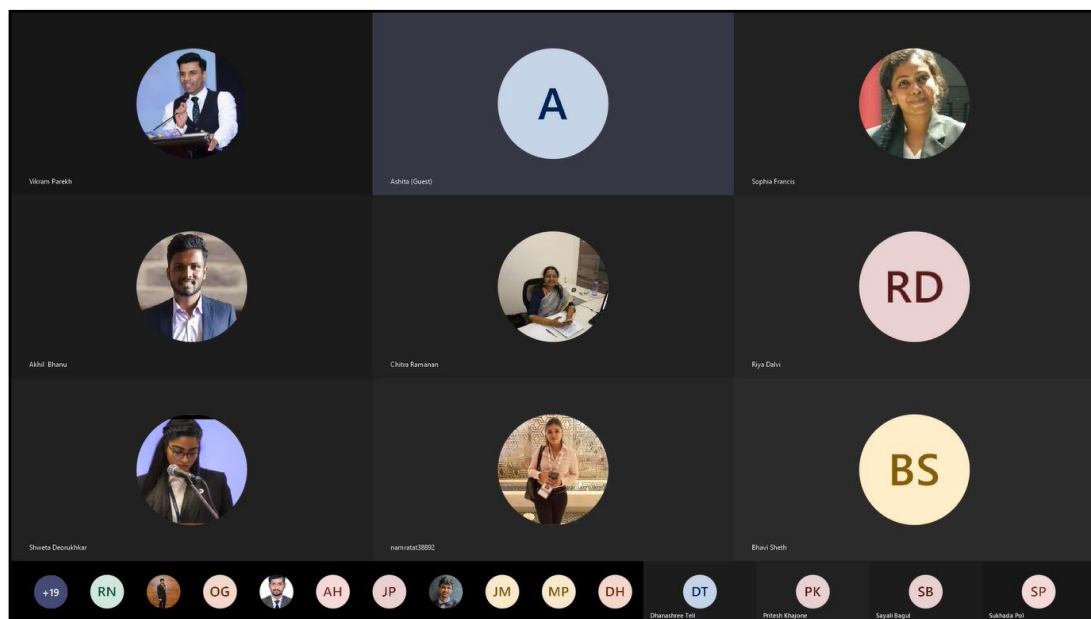 A
Vikram Parekh
Ashita (Guest)
Sophia Francis
RD
Akhil Bhanu
Chitra Ramanan
Riya Dalvi
BS
Shweta Deorukhkar
namratat38892
Bhavi Sheth
+19
RN
OG
AH
JP
JM
MP
DH
DT
PK
SB
SP
Dhanashree Teli
Pritesh Khajone
Sayali Bagul
Sukhada Pol